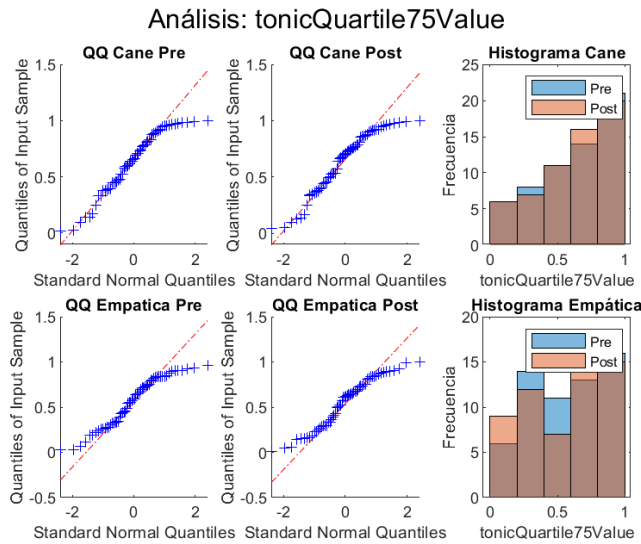 Análisis: tonicQuartile75Value
QQ Cane Pre
Quantiles of Input Sample
1.5
1
0.5
0
-2
0
2
Standard Normal Quantiles
QQ Cane Post
Quantiles of Input Sample
1.5
1
0.5
0
-2
0
2
Standard Normal Quantiles
Histograma Cane
Frecuencia
25
20
15
10
5
0
Pre
Post
0
0.5
1
tonicQuartile75Value
QQ Empatica Pre
Quantiles of Input Sample
1.5
1
0.5
0
-0.5
-2
0
2
Standard Normal Quantiles
QQ Empatica Post
Quantiles of Input Sample
1.5
1
0.5
0
-0.5
-2
0
2
Standard Normal Quantiles
Histograma Empática
Frecuencia
20
15
10
5
0
Pre
Post
0
0.5
1
tonicQuartile75Value